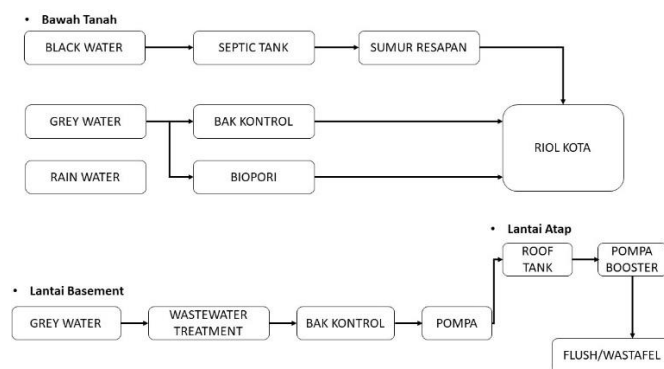 • Bawah Tanah
BLACK WATER
SEPTIC TANK
SUMUR RESAPAN
GREY WATER
BAK KONTROL
RIOL KOTA
RAIN WATER
BIOPORI
• Lantai Atap
ROOF
TANK
POMPA
BOOSTER
• Lantai Basement
GREY WATER
WASTEWATER
TREATMENT
BAK KONTROL
POMPA
FLUSH/WASTAFEL